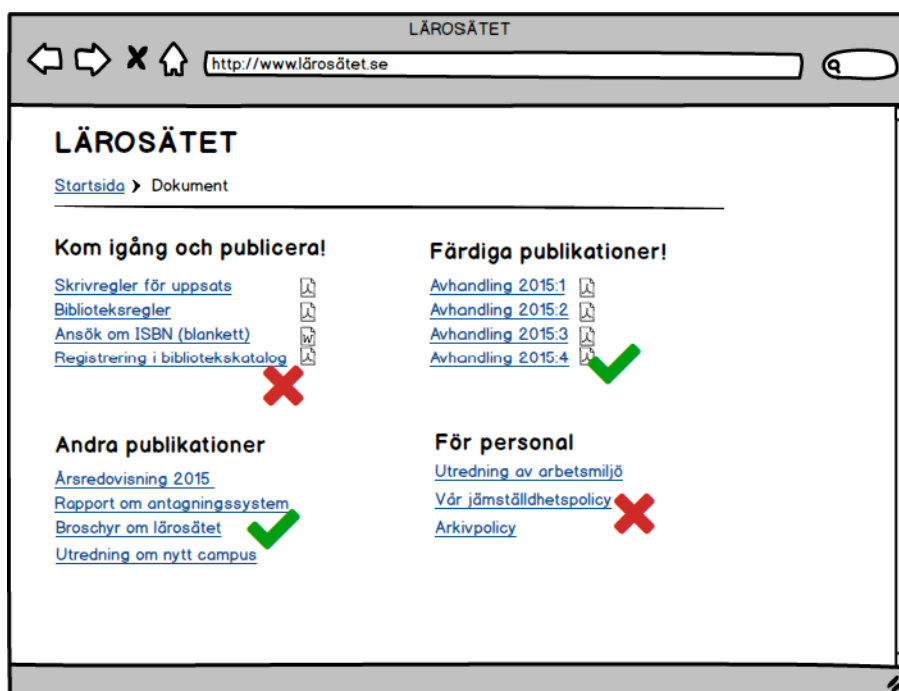 LÄROSÄTET
http://www.lärosätet.se
LÄROSÄTET
Startsida > Dokument
Kom igång och publicera!
Skrivregler för uppsats
Biblioteksregler
Ansök om ISBN (blankett)
Registrering i bibliotekskatalog
Färdiga publikationer!
Avhandling 2015:1
Avhandling 2015:2
Avhandling 2015:3
Avhandling 2015:4
Andra publikationer
Årsredovisning 2015
Rapport om antagningssystem
Broschyr om lärosätet
Utredning om nytt campus
För personal
Utredning av arbetsmiljö
Vår jämställdhetspolicy
Arkivpolicy